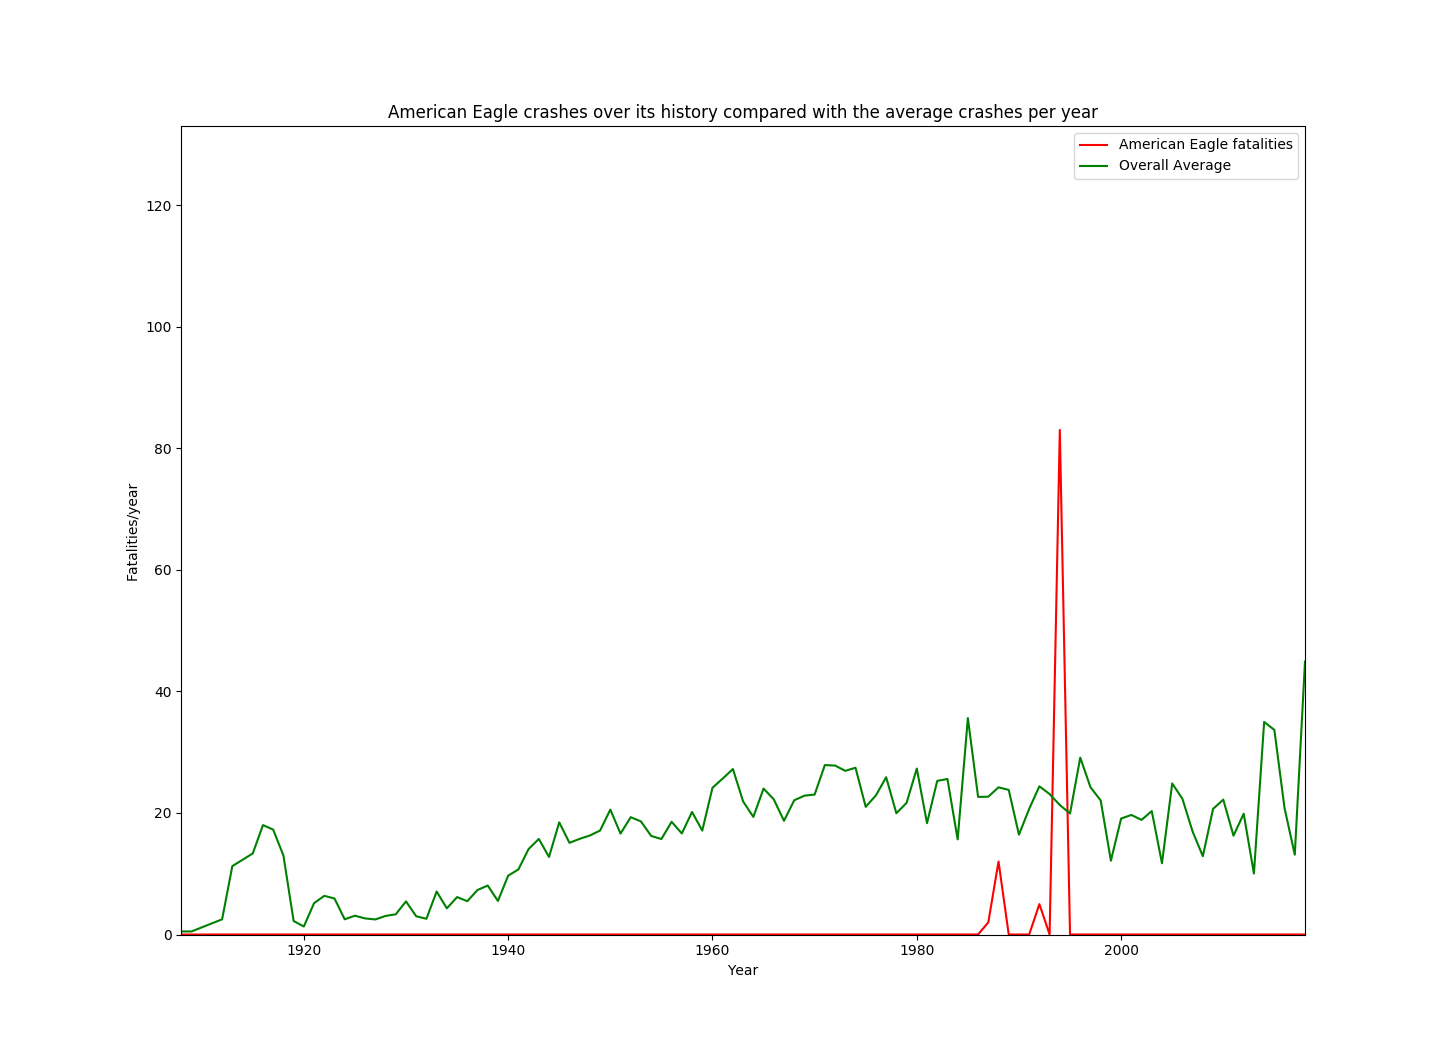 American Eagle crashes over its history compared with the average crashes per year
American Eagle fatalities
Overall Average
120
100
80
60
40
20
0
Fatalities/year
1920 1940 1960 1980 2000
Year